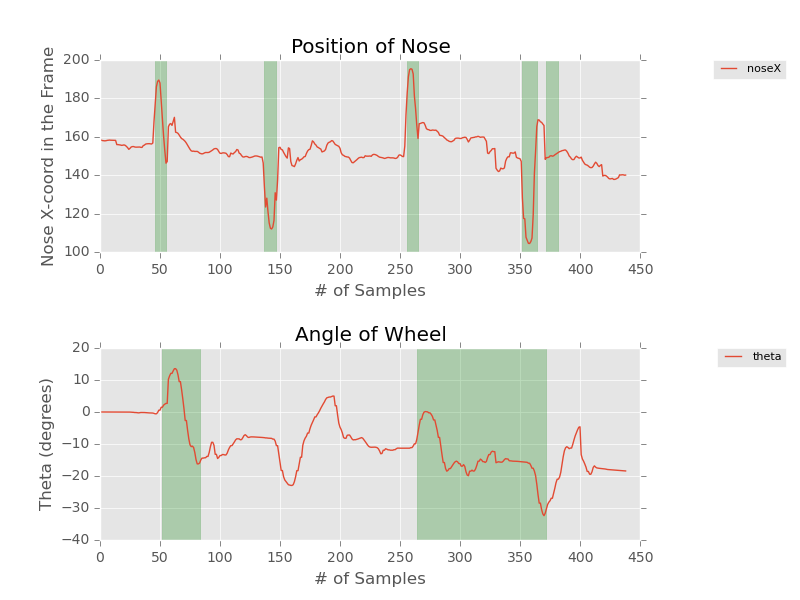 Position of Nose
Nose X-coord in the Frame
200
180
160
140
120
100
0 50 100 150 200 250 300 350 400 450
# of Samples
noseX
Angle of Wheel
Theta (degrees)
20
10
0
−10
−20
−30
−40
0 50 100 150 200 250 300 350 400 450
# of Samples
theta